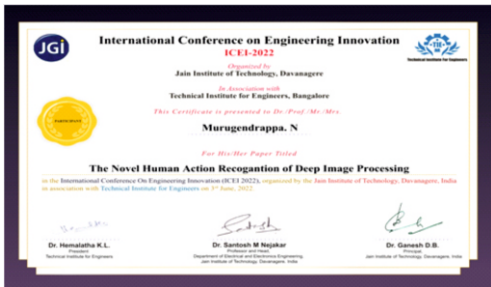 JGi
International Conference on Engineering Innovation
ICEI-2022
TIE
Technical Institute for Engineers
Organized by
Jain Institute of Technology, Davanagere
In Association with
Technical Institute for Engineers, Bangalore
This Certificate is presented to Dr./Prof./Mr./Mrs.
PARTICIPANT
Murugendrappa. N
For His/Her Paper Titled
The Novel Human Action Recogantion of Deep Image Processing
in the International Conference On Engineering Innovation (ICEI 2022), organized by the Jain Institute of Technology, Davanagere, India
in association with Technical Institute for Engineers on 3rd June, 2022
Dr. Hemalatha K.L.
President
Technical Institute for Engineers
Santosh
Dr. Santosh M Nejakar
Professor and Head
Department of Electrical and Electronics Engineering
Jain Institute of Technology, Davanagere, India
Dr. Ganesh D.B.
Principal
Jain Institute of Technology, Davanagere, India